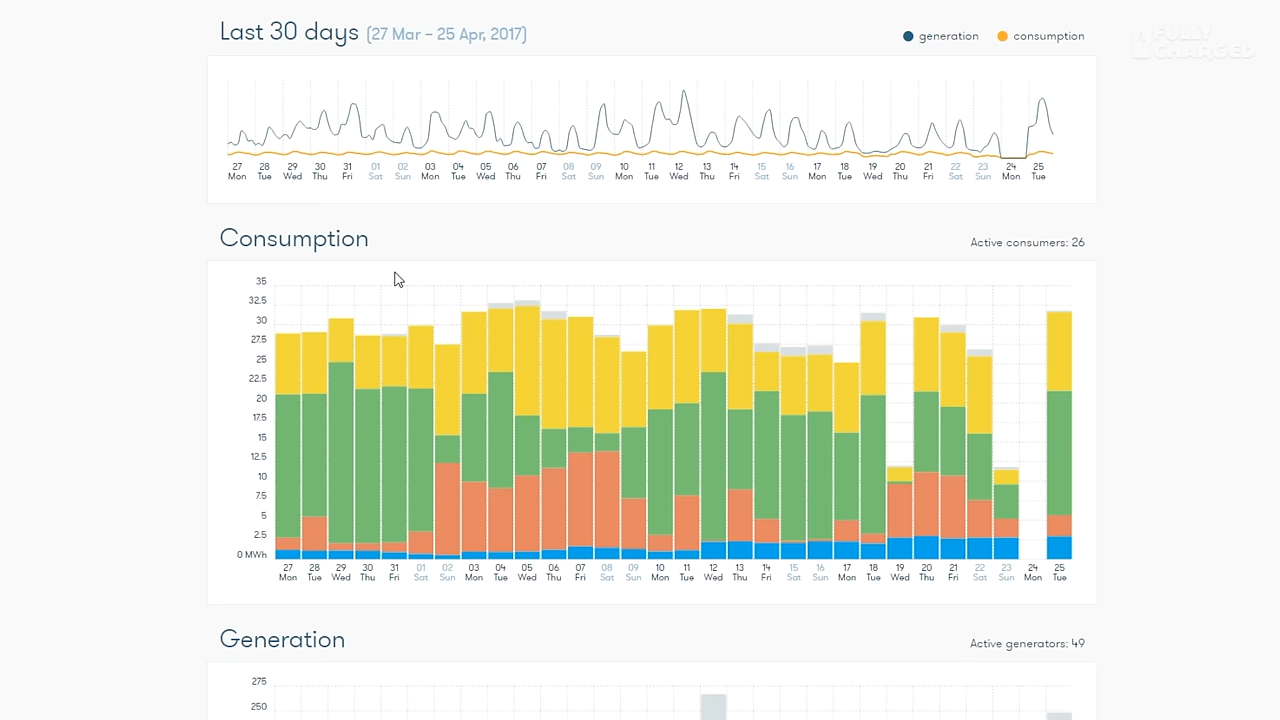 Last 30 days (27 Mar – 25 Apr, 2017)
generation consumption
FULLY CHARGED
27 28 29 30 31 01 02 03 04 05 06 07 08 09 10 11 12 13 14 15 16 17 18 19 20 21 22 23 24 25
Mon Tue Wed Thu Fri Sat Sun Mon Tue Wed Thu Fri Sat Sun Mon Tue Wed Thu Fri Sat Sun Mon Tue Wed Thu Fri Sat Sun Mon Tue
Consumption
Active consumers: 26
35
32.5
30
27.5
25
22.5
20
17.5
15
12.5
10
7.5
5
2.5
0 MWh
27 28 29 30 31 01 02 03 04 05 06 07 08 09 10 11 12 13 14 15 16 17 18 19 20 21 22 23 24 25
Mon Tue Wed Thu Fri Sat Sun Mon Tue Wed Thu Fri Sat Sun Mon Tue Wed Thu Fri Sat Sun Mon Tue Wed Thu Fri Sat Sun Mon Tue
Generation
Active generators: 49
275
250